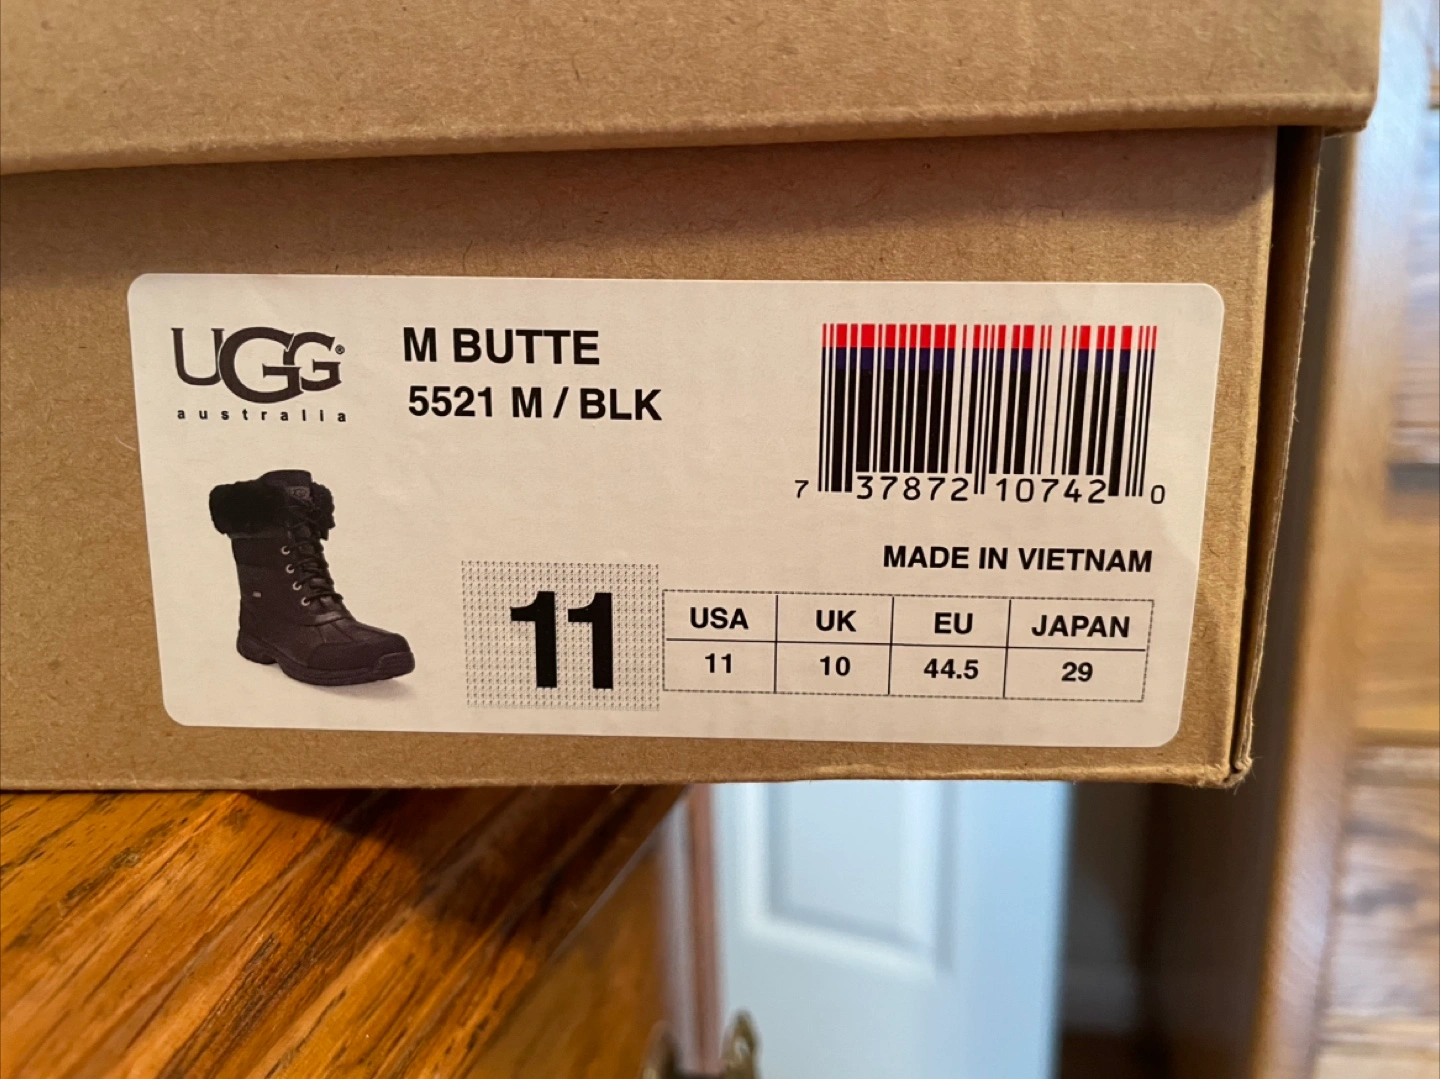 UGG®
australia
M BUTTE
5521 M / BLK
7 37872 10742 0
MADE IN VIETNAM
11
USA UK EU JAPAN
11 10 44.5 29